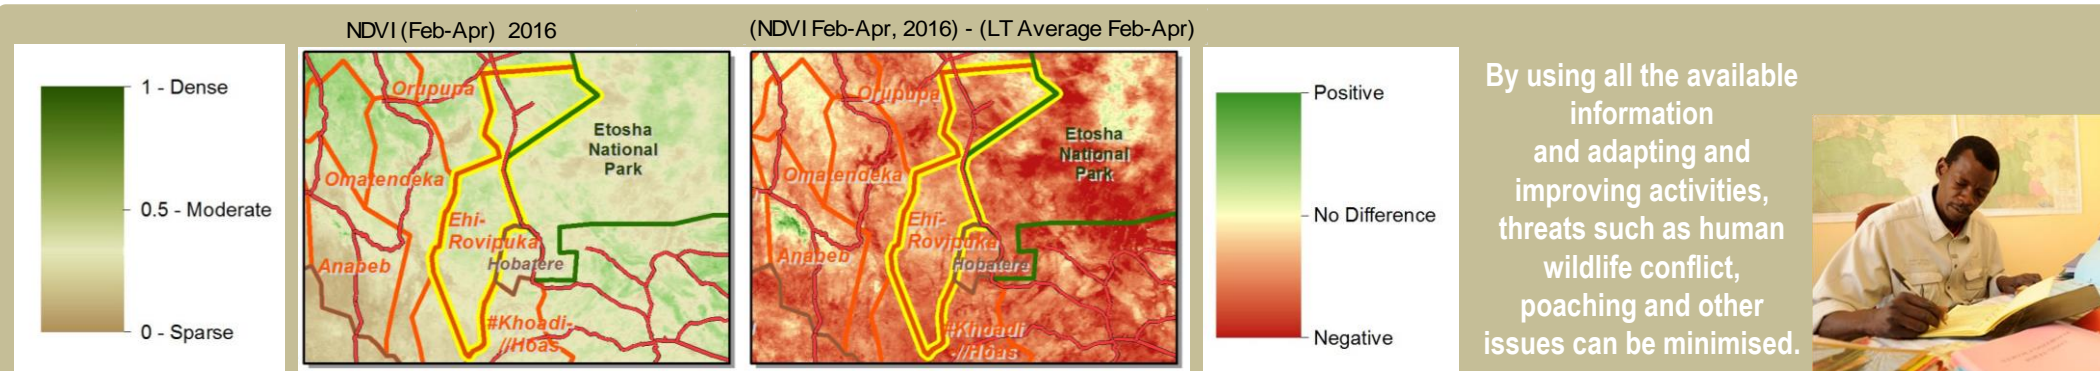 NDVI (Feb-Apr) 2016
(NDVI Feb-Apr, 2016) - (LT Average Feb-Apr)
1 - Dense
0.5 - Moderate
0 - Sparse
Orupupa
Etosha
National
Park
Omatendeka
Ehi-
Rovipuka
Anabeb
Hobatere
#Khoadi-
//Hoas
Orupupa
Etosha
National
Park
Omatendeka
Ehi-
Rovipuka
Anabeb
Hobatere
#Khoadi
-//Hoas
Positive
No Difference
Negative
By using all the available
information
and adapting and
improving activities,
threats such as human
wildlife conflict,
poaching and other
issues can be minimised.